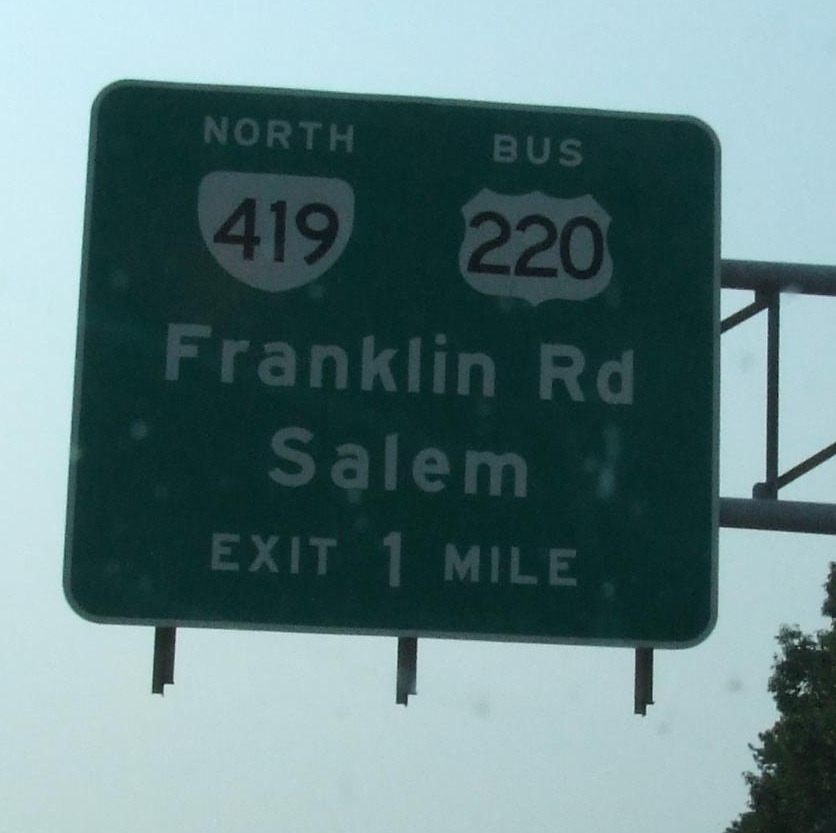 NORTH BUS
419 220
Franklin Rd
Salem
EXIT 1 MILE